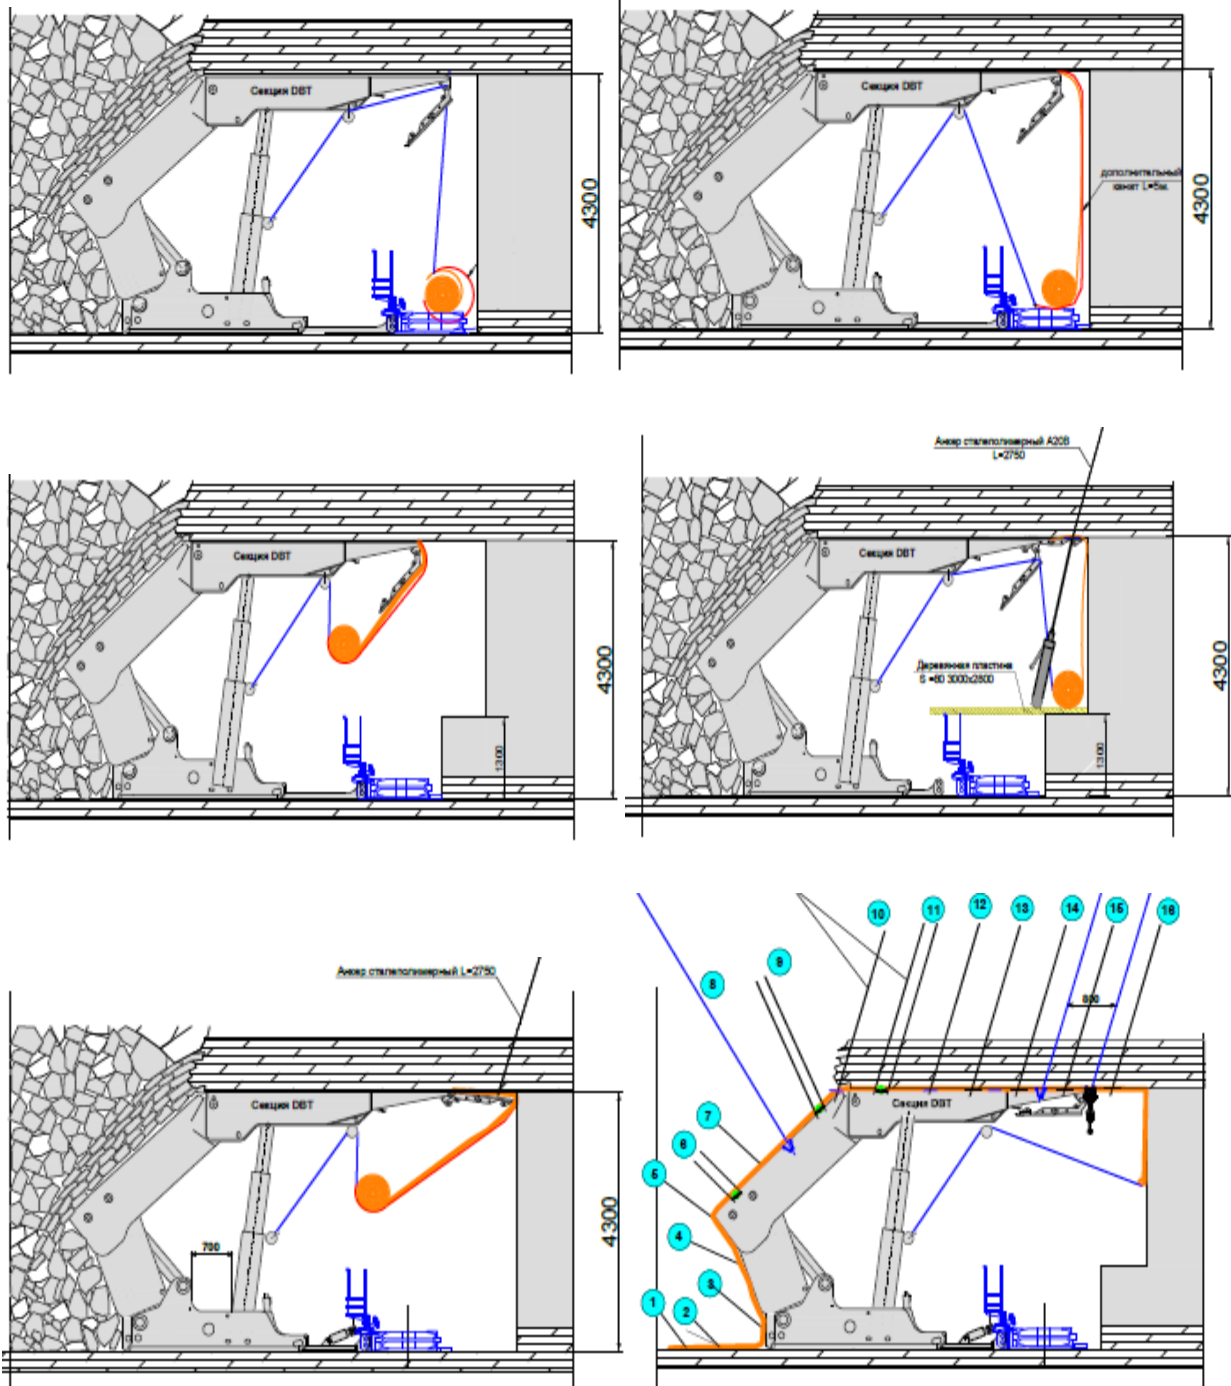 Секция DBT
4300
Секция DBT
дополнительный
канат L=5м.
4300
Секция DBT
1300
4300
Анкер сталеполимерный А20В
L=2750
Секция DBT
Деревянная пластина
S =60 3000х2800
1300
4300
Анкер сталеполимерный L=2750
Секция DBT
700
4300
10
11
12
13
14
15
16
9
8
800
7
Секция DBT
6
5
4
3
1
2